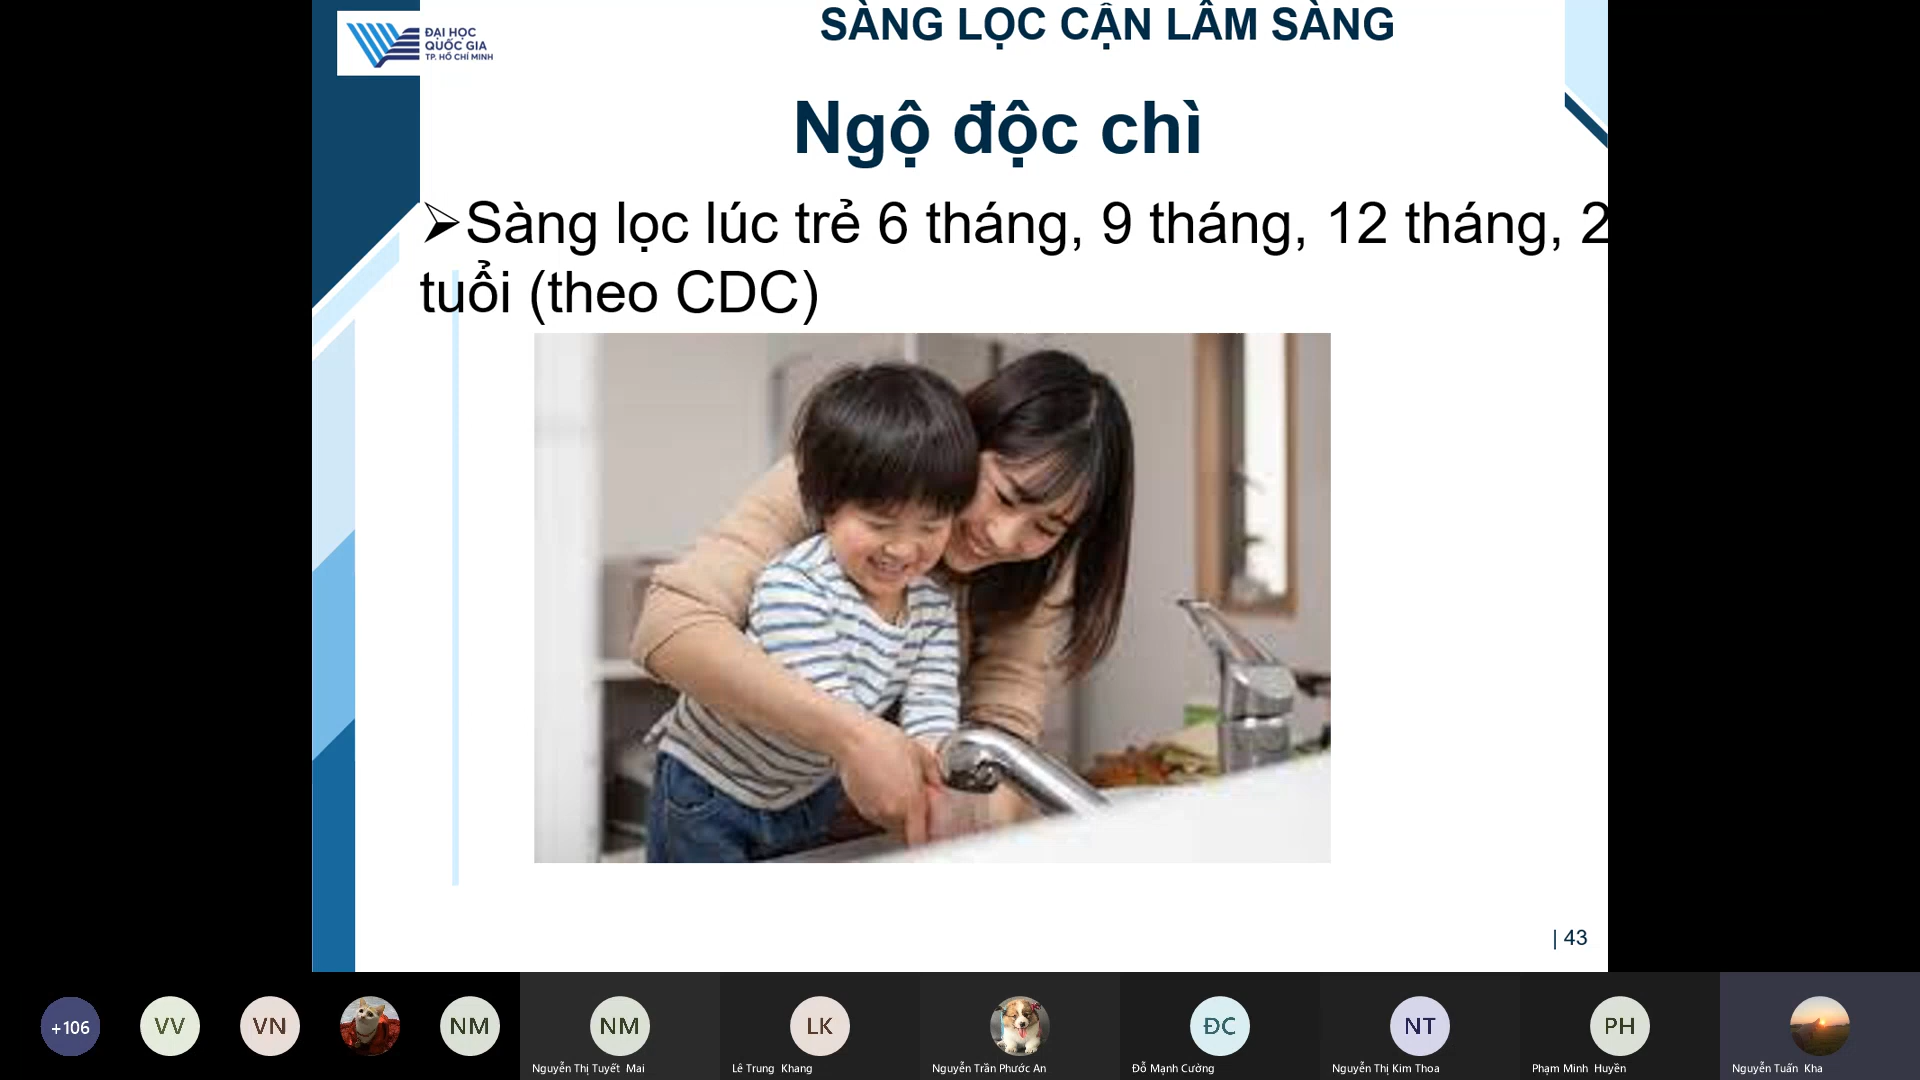 ĐẠI HỌC
QUỐC GIA
TP. HỒ CHÍ MINH
SÀNG LỌC CẬN LÂM SÀNG
Ngộ độc chì
➢Sàng lọc lúc trẻ 6 tháng, 9 tháng, 12 tháng, 2
tuổi (theo CDC)
| 43
+106
VV
VN
NM
NM
LK
ĐC
NT
PH
Nguyễn Thị Tuyết Mai
Lê Trung Khang
Nguyễn Trần Phước An
Đỗ Mạnh Cường
Nguyễn Thị Kim Thoa
Phạm Minh Huyền
Nguyễn Tuấn Kha